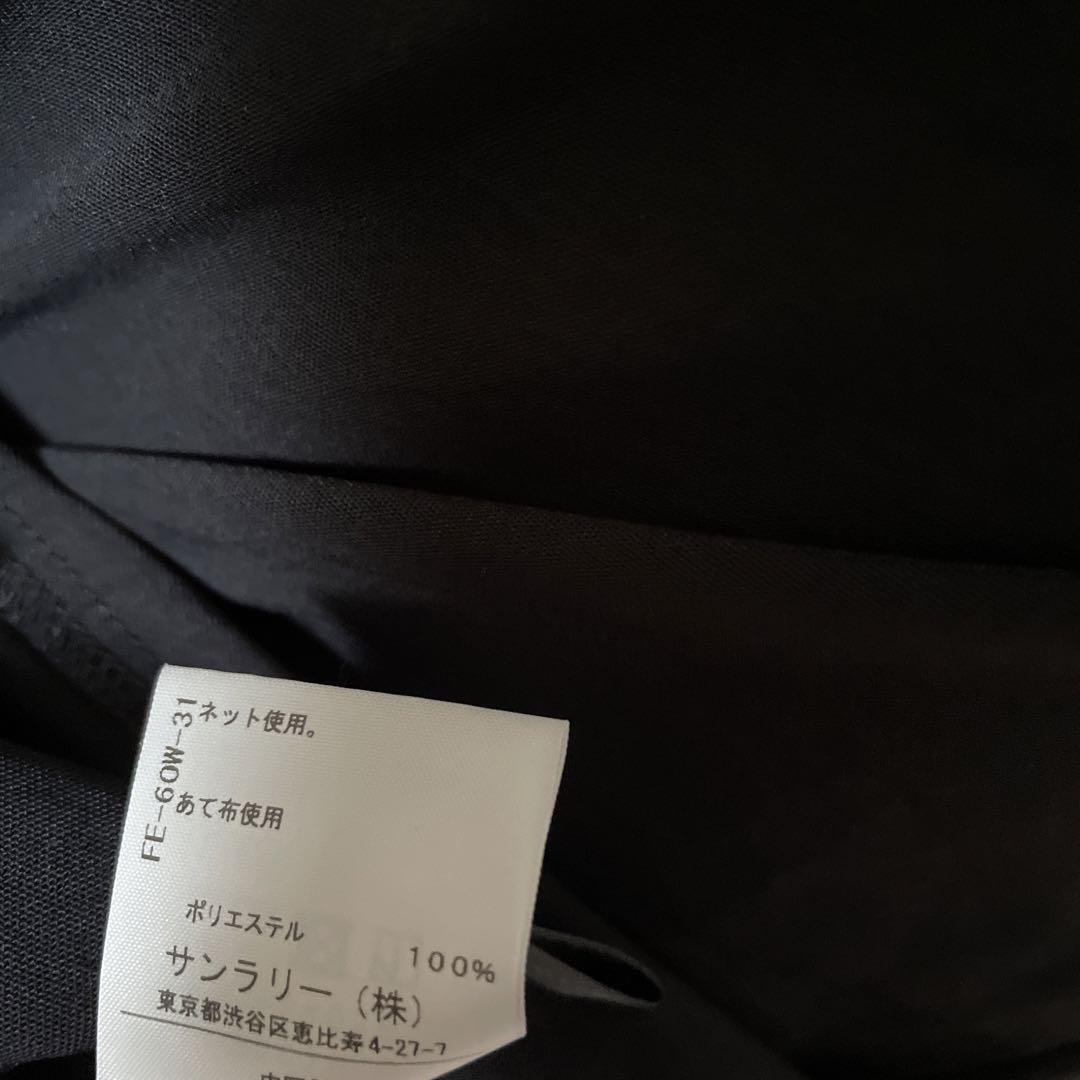 FE-60W-31
ネット使用。
あて布使用
ポリエステル 100%
サンラリー（株）
東京都渋谷区恵比寿4-27-7